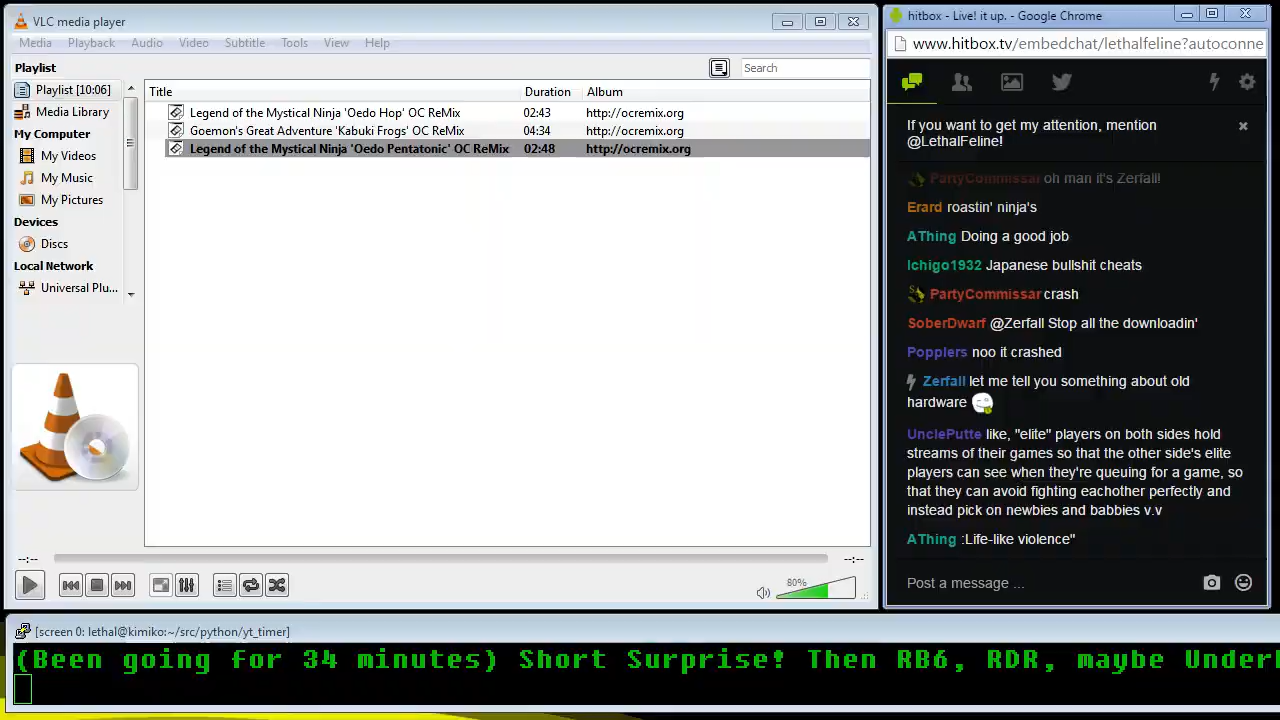 VLC media player
Media Playback Audio Video Subtitle Tools View Help
Playlist
Search
Playlist [10:06]
Media Library
My Computer
My Videos
My Music
My Pictures
Devices
Discs
Local Network
Universal Plu...
Title Duration Album
Legend of the Mystical Ninja 'Oedo Hop' OC ReMix 02:43 http://ocremix.org
Goemon's Great Adventure 'Kabuki Frogs' OC ReMix 04:34 http://ocremix.org
Legend of the Mystical Ninja 'Oedo Pentatonic' OC ReMix 02:48 http://ocremix.org
--:-- --:--
80%
hitbox - Live! it up. - Google Chrome
www.hitbox.tv/embedchat/lethalfeline?autoconne
If you want to get my attention, mention
@LethalFeline!
PartyCommissar oh man it's Zerfall!
Erard roastin' ninja's
AThing Doing a good job
Ichigo1932 Japanese bullshit cheats
PartyCommissar crash
SoberDwarf @Zerfall Stop all the downloadin'
Popplers noo it crashed
Zerfall let me tell you something about old
hardware
UnclePutte like, "elite" players on both sides hold
streams of their games so that the other side's elite
players can see when they're queuing for a game, so
that they can avoid fighting eachother perfectly and
instead pick on newbies and babbies v.v
AThing :Life-like violence"
Post a message ...
[screen 0: lethal@kimiko:~/src/python/yt_timer]
(Been going for 34 minutes) Short Surprise! Then RB6, RDR, maybe Under